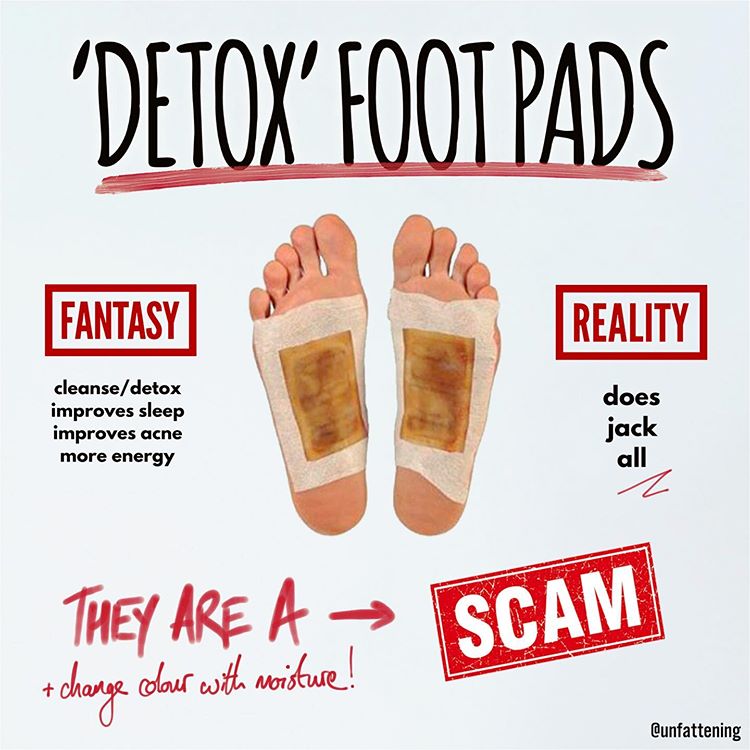 'DETOX' FOOT PADS
FANTASY
cleanse/detox
improves sleep
improves acne
more energy
REALITY
does
jack
all
THEY ARE A → SCAM
+ change colour with moisture!
@unfattening